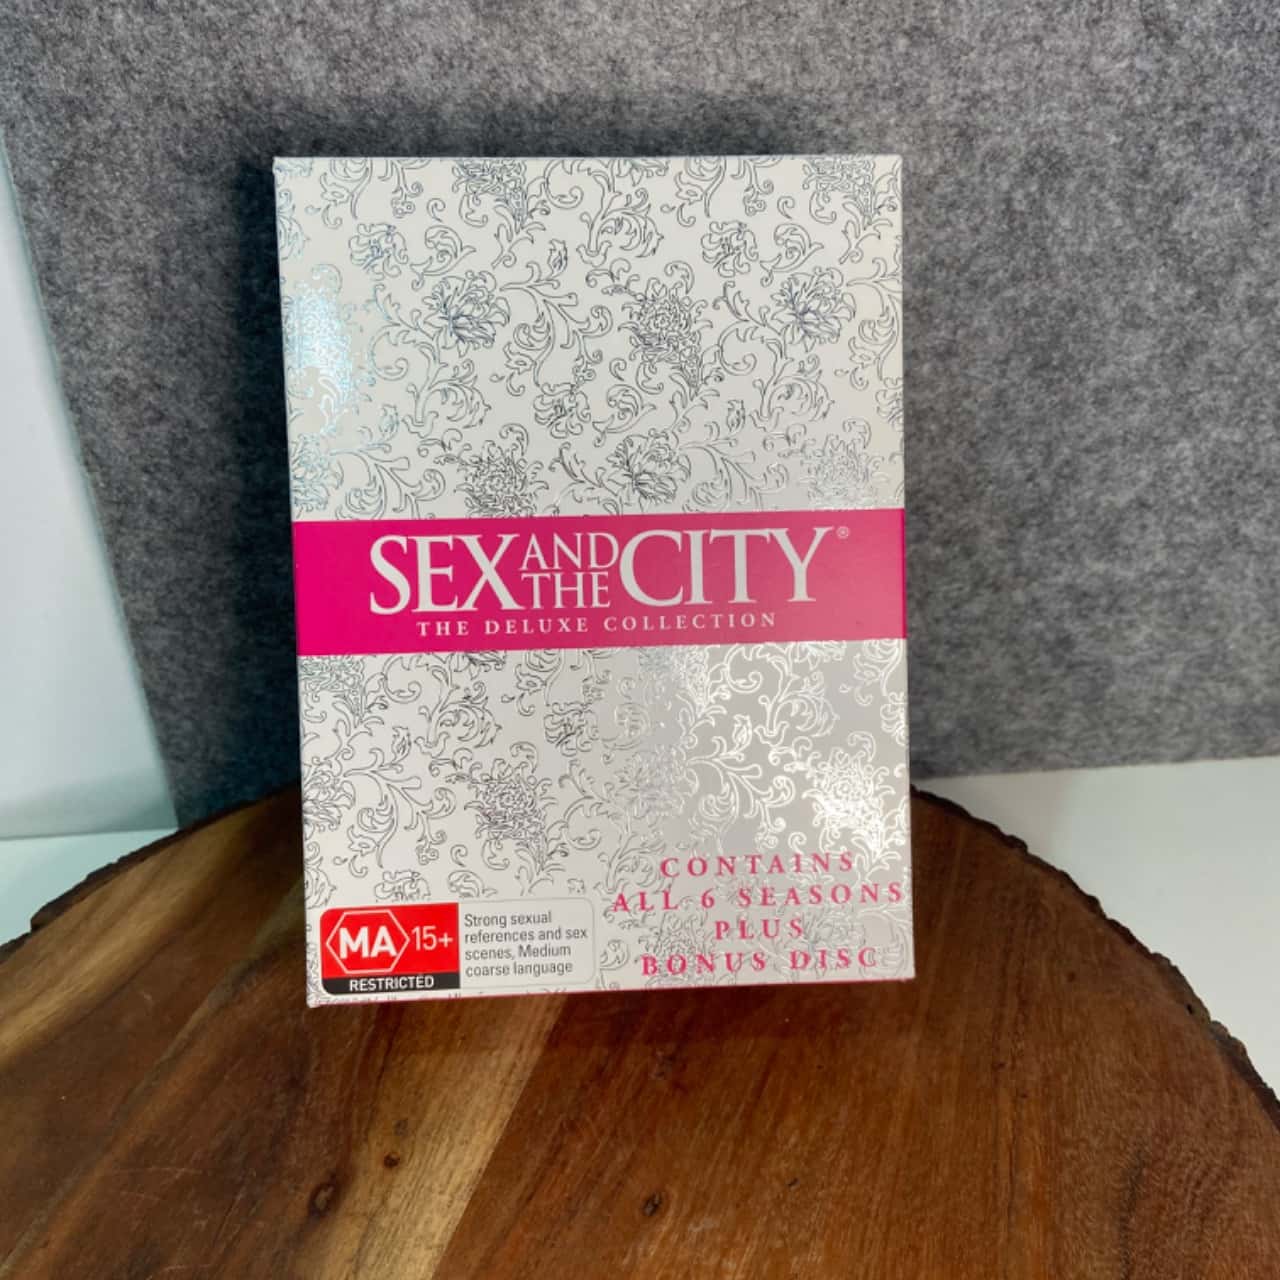 SEX AND THE CITY®
THE DELUXE COLLECTION
CONTAINS
ALL 6 SEASONS
PLUS
BONUS DISC
MA 15+
RESTRICTED
Strong sexual
references and sex
scenes, Medium
coarse language